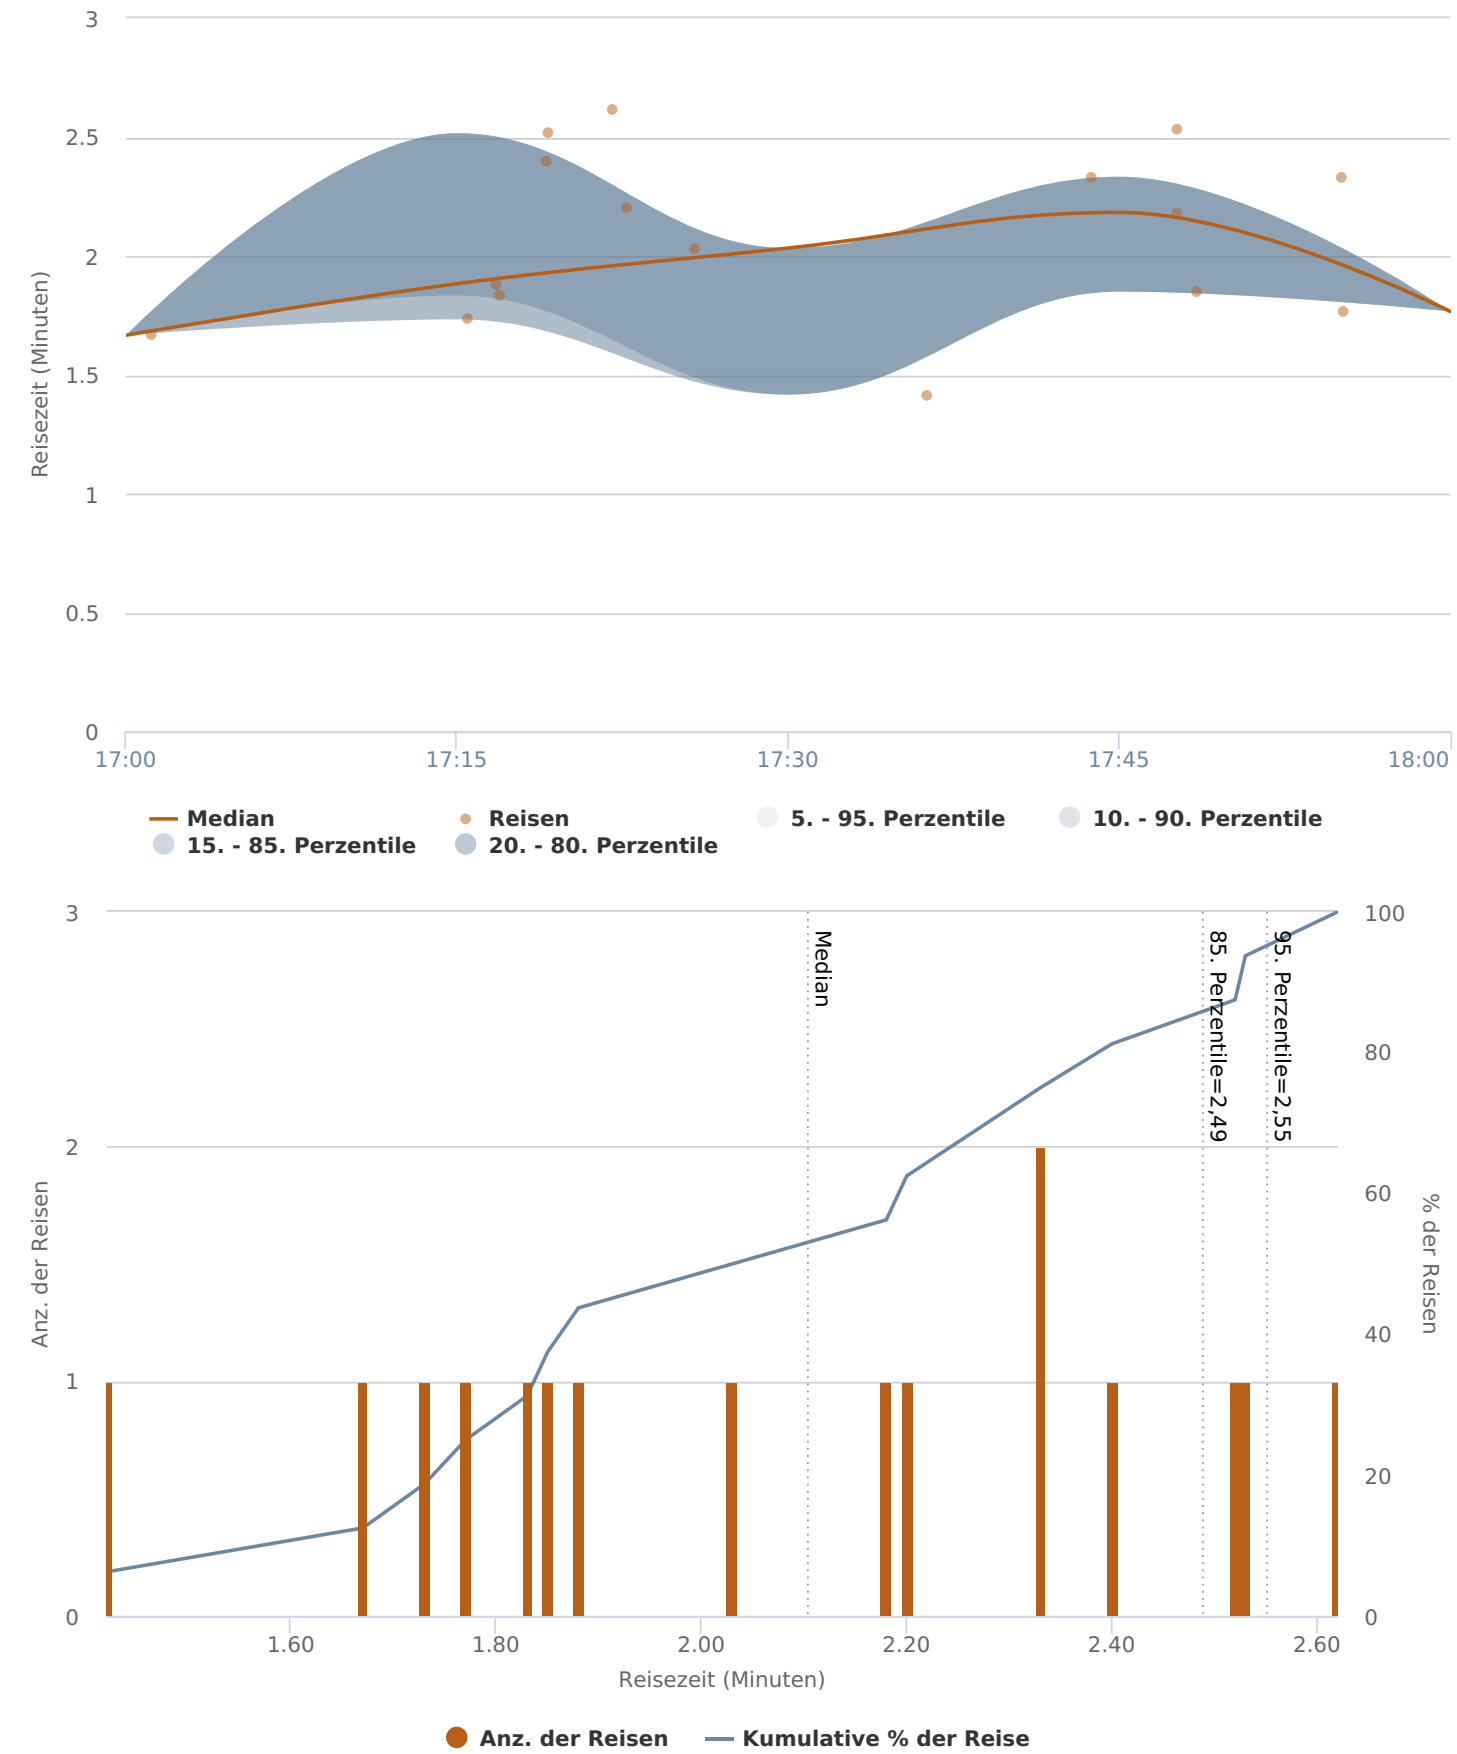 3
2.5
2
1.5
1
0.5
0
Reisezeit (Minuten)
17:00 17:15 17:30 17:45 18:00
Median Reisen 5. - 95. Perzentile 10. - 90. Perzentile
15. - 85. Perzentile 20. - 80. Perzentile
3
2
1
0
Anz. der Reisen
Median
85. Perzentile=2,49
95. Perzentile=2,55
100
80
60
40
20
0
% der Reisen
1.60 1.80 2.00 2.20 2.40 2.60
Reisezeit (Minuten)
Anz. der Reisen Kumulative % der Reise